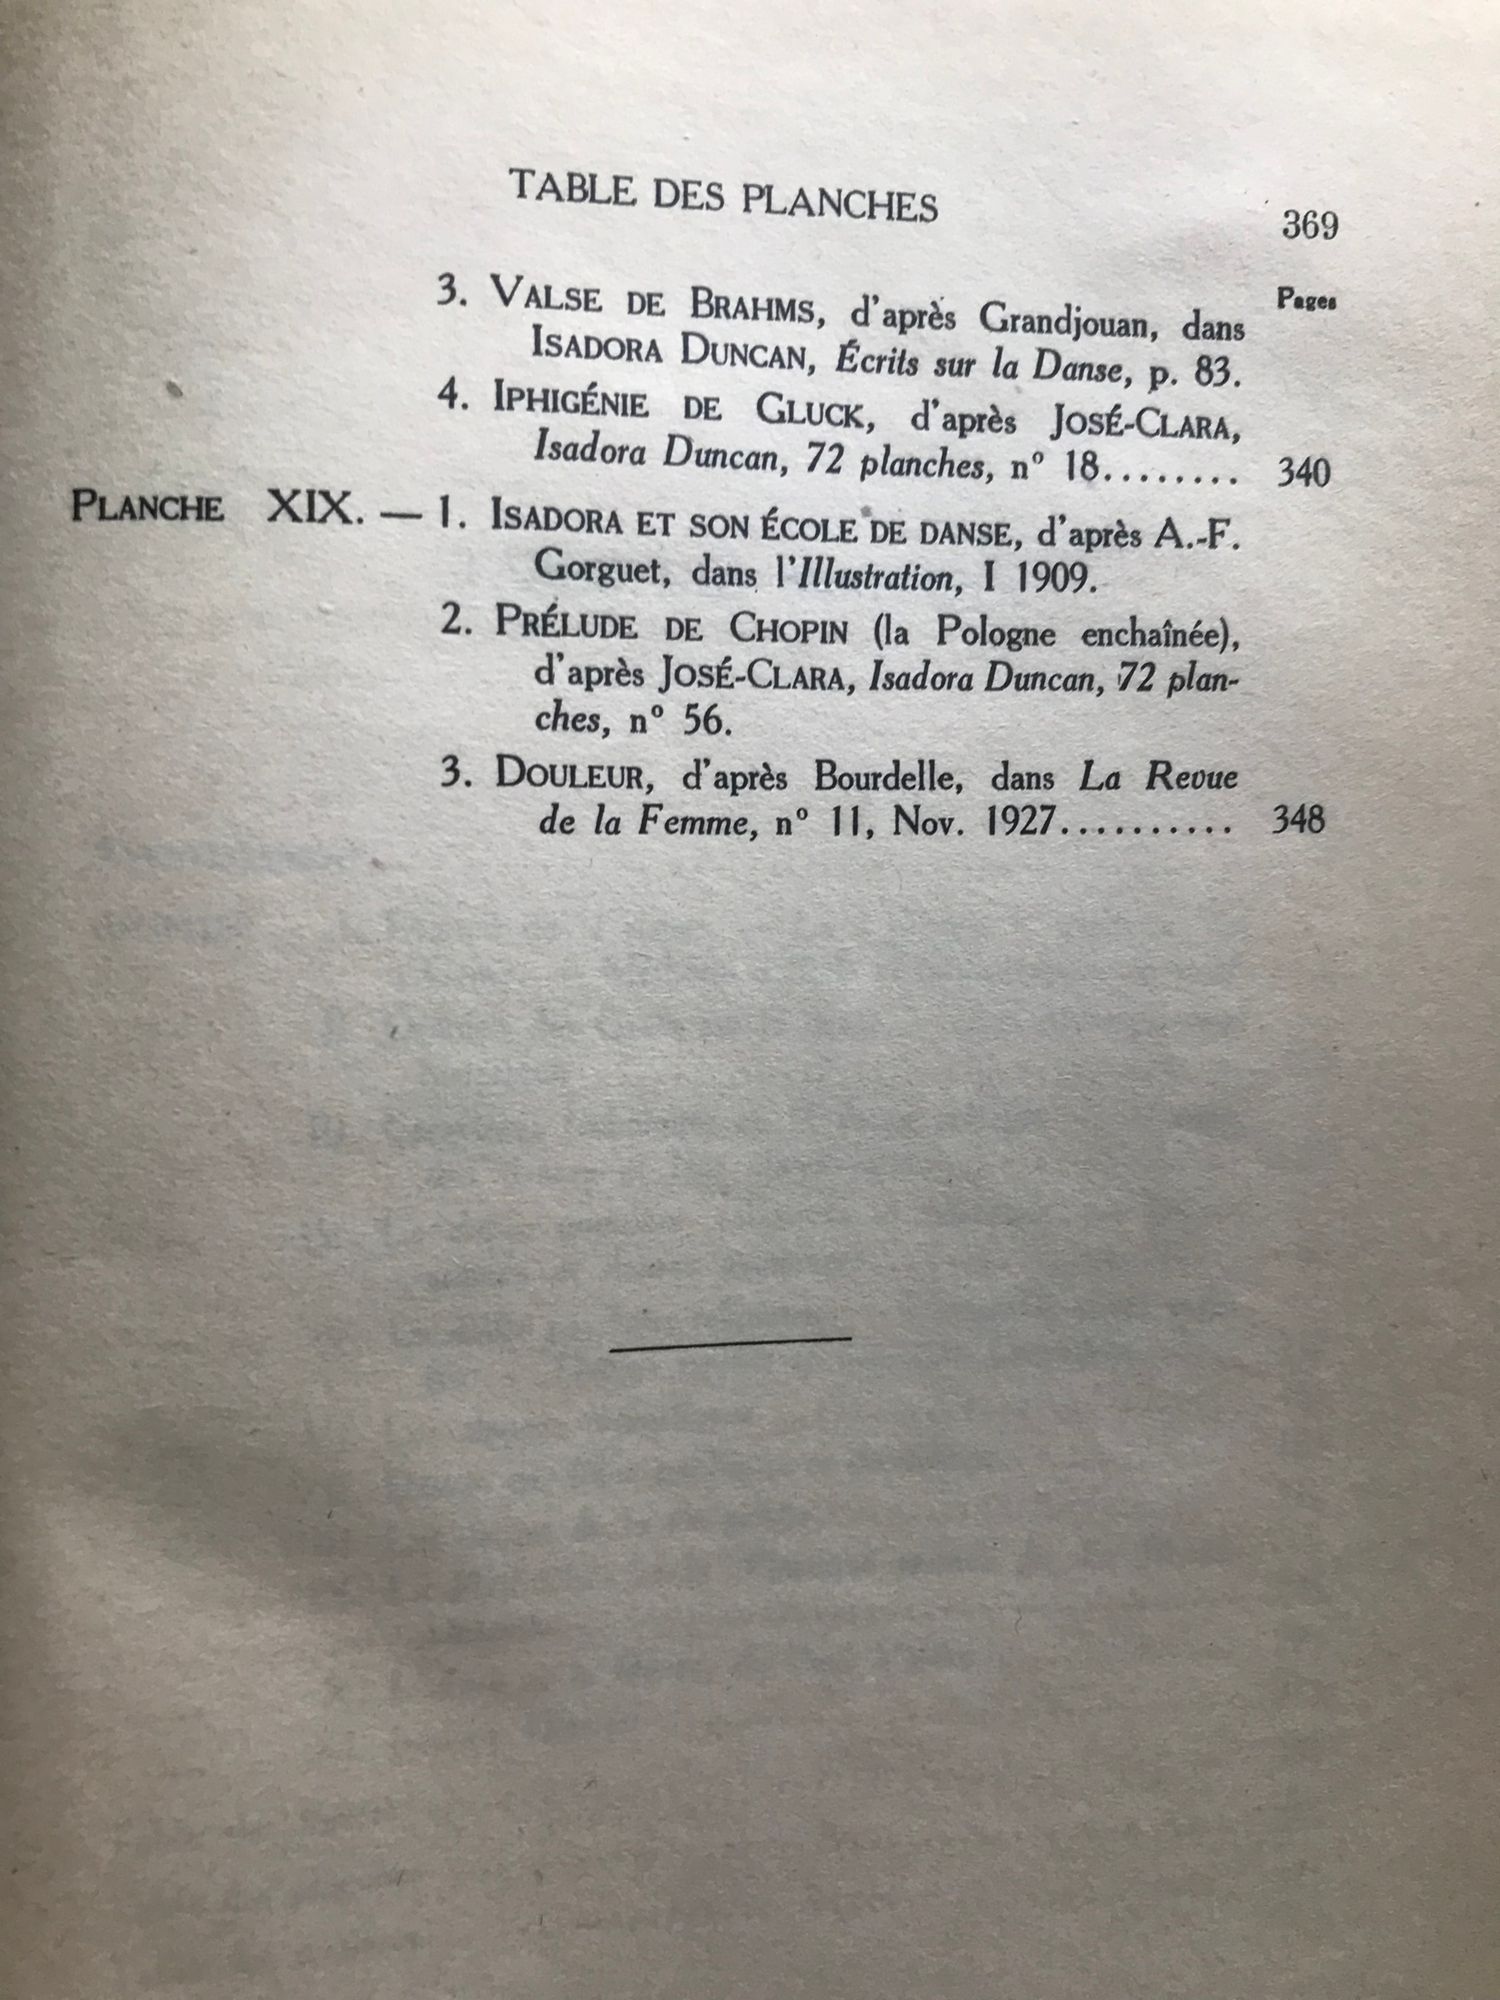 TABLE DES PLANCHES 369
Pages
3. VALSE DE BRAHMS, d'après Grandjouan, dans
ISADORA DUNCAN, Écrits sur la Danse, p. 83.
4. IPHIGÉNIE DE GLUCK, d'après JOSÉ-CLARA,
Isadora Duncan, 72 planches, nº 18........ 340
PLANCHE XIX. — 1. ISADORA ET SON ÉCOLE DE DANSE, d'après A.-F.
Gorguet, dans l'Illustration, I 1909.
2. PRÉLUDE DE CHOPIN (la Pologne enchaînée),
d'après JOSÉ-CLARA, Isadora Duncan, 72 plan-
ches, nº 56.
3. DOULEUR, d'après Bourdelle, dans La Revue
de la Femme, nº 11, Nov. 1927.......... 348